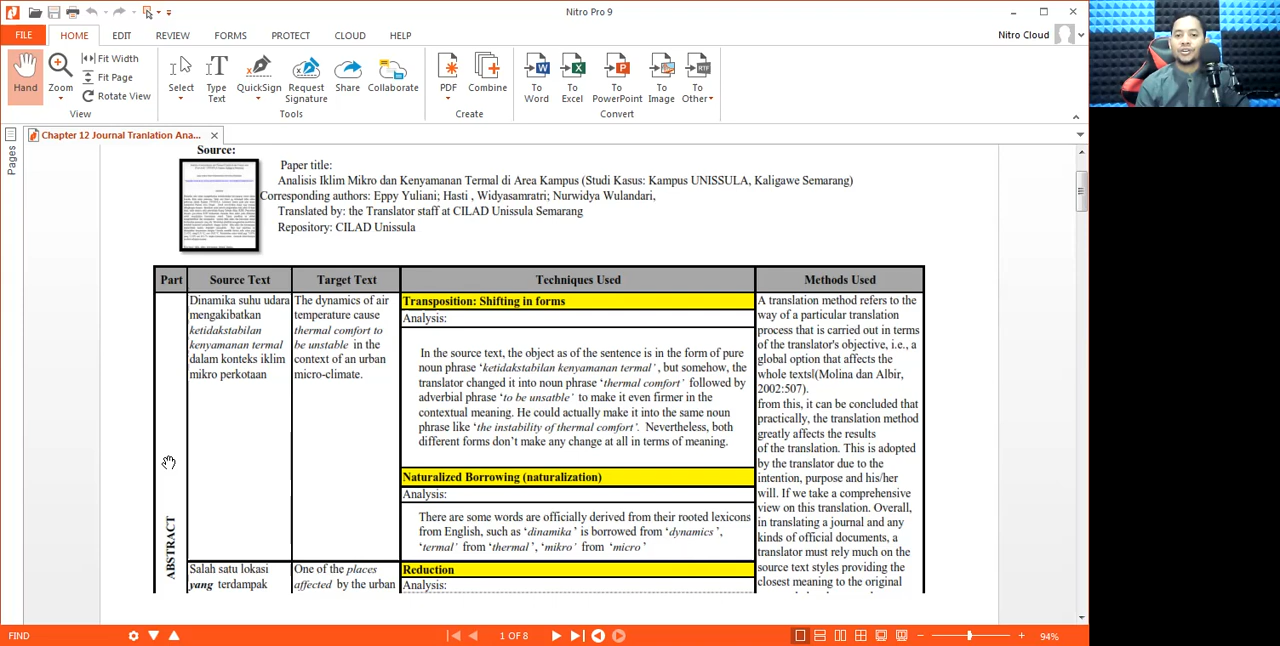 Nitro Pro 9
FILE
HOME
EDIT
REVIEW
FORMS
PROTECT
CLOUD
HELP
Nitro Cloud
Hand
Zoom
Fit Width
Fit Page
Rotate View
View
Select
Type
Text
QuickSign
Request
Signature
Share
Collaborate
Tools
PDF
Combine
Create
To
Word
To
Excel
To
PowerPoint
To
Image
To
Other
Convert
Pages
Chapter 12 Journal Tranlation Ana...
Source:
Paper title:
Analisis Iklim Mikro dan Kenyamanan Termal di Area Kampus (Studi Kasus: Kampus UNISSULA, Kaligawe Semarang)
Corresponding authors: Eppy Yuliani; Hasti , Widyasamratri; Nurwidya Wulandari,
Translated by: the Translator staff at CILAD Unissula Semarang
Repository: CILAD Unissula
Part
Source Text
Target Text
Techniques Used
Methods Used
ABSTRACT
Dinamika suhu udara
mengakibatkan
ketidakstabilan
kenyamanan termal
dalam konteks iklim
mikro perkotaan
The dynamics of air
temperature cause
thermal comfort to
be unstable in the
context of an urban
micro-climate.
Transposition: Shifting in forms
Analysis:
In the source text, the object as of the sentence is in the form of pure
noun phrase ‘ketidakstabilan kenyamanan termal’, but somehow, the
translator changed it into noun phrase ‘thermal comfort’ followed by
adverbial phrase ‘to be unsatble’ to make it even firmer in the
contextual meaning. He could actually make it into the same noun
phrase like ‘the instability of thermal comfort’. Nevertheless, both
different forms don’t make any change at all in terms of meaning.
Naturalized Borrowing (naturalization)
Analysis:
There are some words are officially derived from their rooted lexicons
from English, such as ‘dinamika’ is borrowed from ‘dynamics’,
‘termal’ from ‘thermal’, ‘mikro’ from ‘micro’
A translation method refers to the
way of a particular translation
process that is carried out in terms
of the translator's objective, i.e., a
global option that affects the
whole textsl(Molina dan Albir,
2002:507).
from this, it can be concluded that
practically, the translation method
greatly affects the results
of the translation. This is adopted
by the translator due to the
intention, purpose and his/her
will. If we take a comprehensive
view on this translation. Overall,
in translating a journal and any
kinds of official documents, a
translator must rely much on the
source text styles providing the
closest meaning to the original
Salah satu lokasi
yang terdampak
One of the places
affected by the urban
Reduction
Analysis:
FIND
1 OF 8
94%